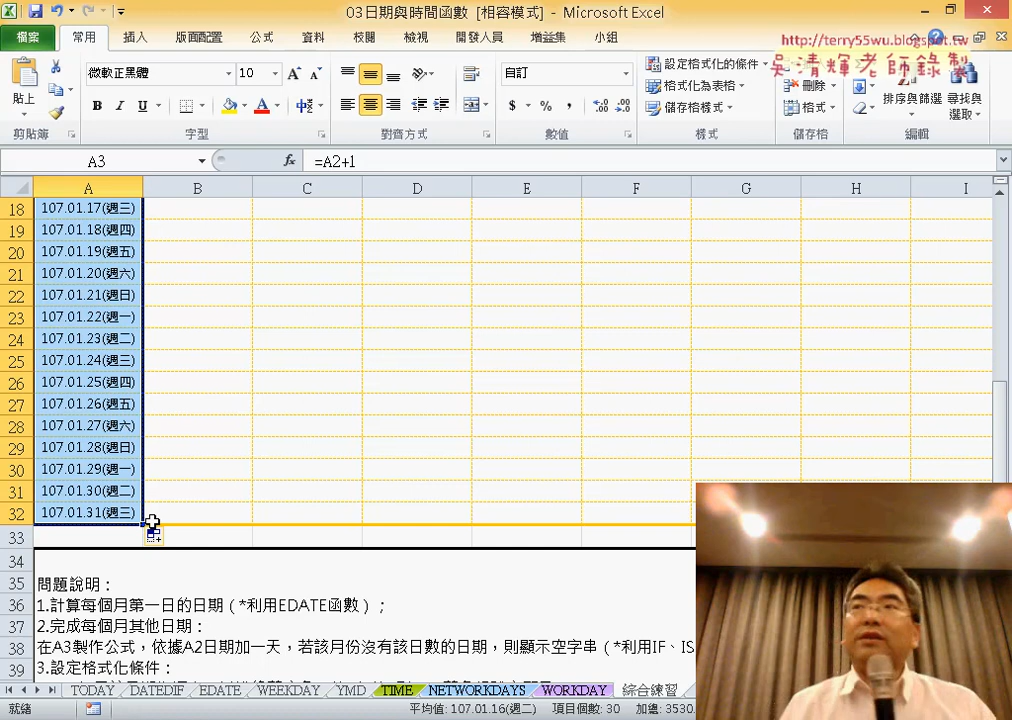 03日期與時間函數 [相容模式] - Microsoft Excel
檔案 常用 插入 版面配置 公式 資料 校閱 檢視 開發人員 增益集 小組
http://terry55wu.blogspot.tw
吳清輝老師錄製
貼上
微軟正黑體 10
自訂
設定格式化的條件
格式化為表格
儲存格樣式
刪除
格式
排序與篩選 尋找與選取
剪貼簿 字型 對齊方式 數值 樣式 儲存格 編輯
A3 fx =A2+1
A B C D E F G H I
18 107.01.17(週三)
19 107.01.18(週四)
20 107.01.19(週五)
21 107.01.20(週六)
22 107.01.21(週日)
23 107.01.22(週一)
24 107.01.23(週二)
25 107.01.24(週三)
26 107.01.25(週四)
27 107.01.26(週五)
28 107.01.27(週六)
29 107.01.28(週日)
30 107.01.29(週一)
31 107.01.30(週二)
32 107.01.31(週三)
33
34
35 問題說明：
36 1.計算每個月第一日的日期（*利用EDATE函數）；
37 2.完成每個月其他日期：
38 在A3製作公式，依據A2日期加一天，若該月份沒有該日數的日期，則顯示空字串（*利用IF、IS
39 3.設定格式化條件：
TODAY DATEDIF EDATE WEEKDAY YMD TIME NETWORKDAYS WORKDAY 綜合練習
就緒 平均值: 107.01.16(週二) 項目個數: 30 加總: 3530.